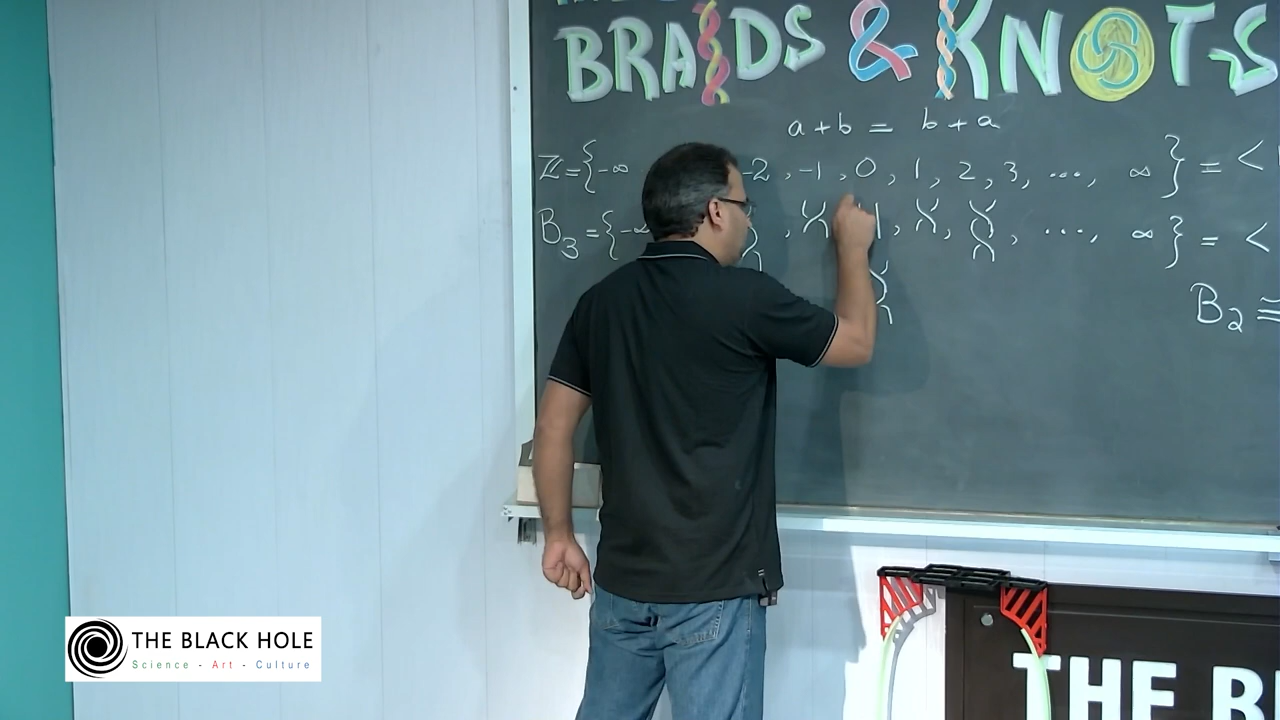 BRAIDS & KNOTS
a + b = b + a
ℤ = { -∞ -2 , -1 , 0 , 1 , 2 , 3 , ... , ∞ } = <
B₃ = { -∞ , , , ... , ∞ } = <
B₂ ≅
THE BLACK HOLE
Science - Art - Culture
THE B